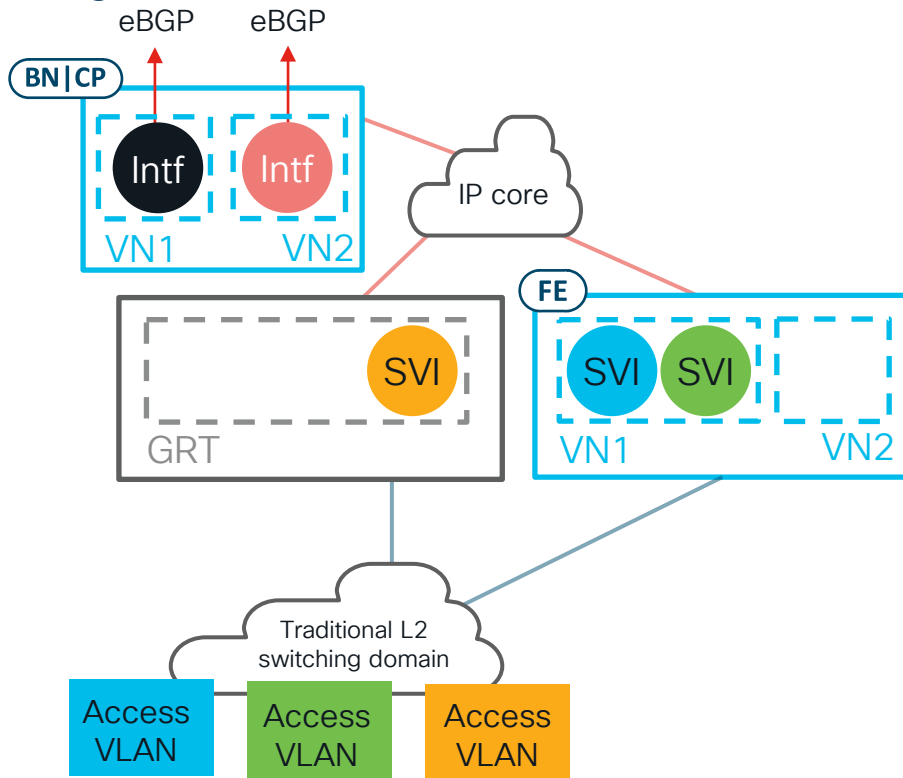 eBGP
eBGP
BN|CP
Intf
Intf
VN1
VN2
IP core
FE
SVI
GRT
SVI
SVI
VN1
VN2
Traditional L2
switching domain
Access
VLAN
Access
VLAN
Access
VLAN